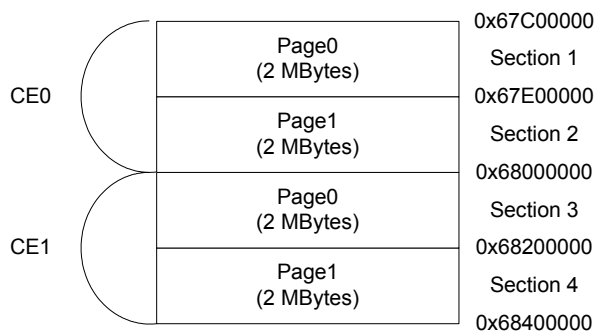 0x67C00000
Page0
(2 MBytes)
Section 1
CE0
0x67E00000
Page1
(2 MBytes)
Section 2
0x68000000
Page0
(2 MBytes)
Section 3
CE1
0x68200000
Page1
(2 MBytes)
Section 4
0x68400000